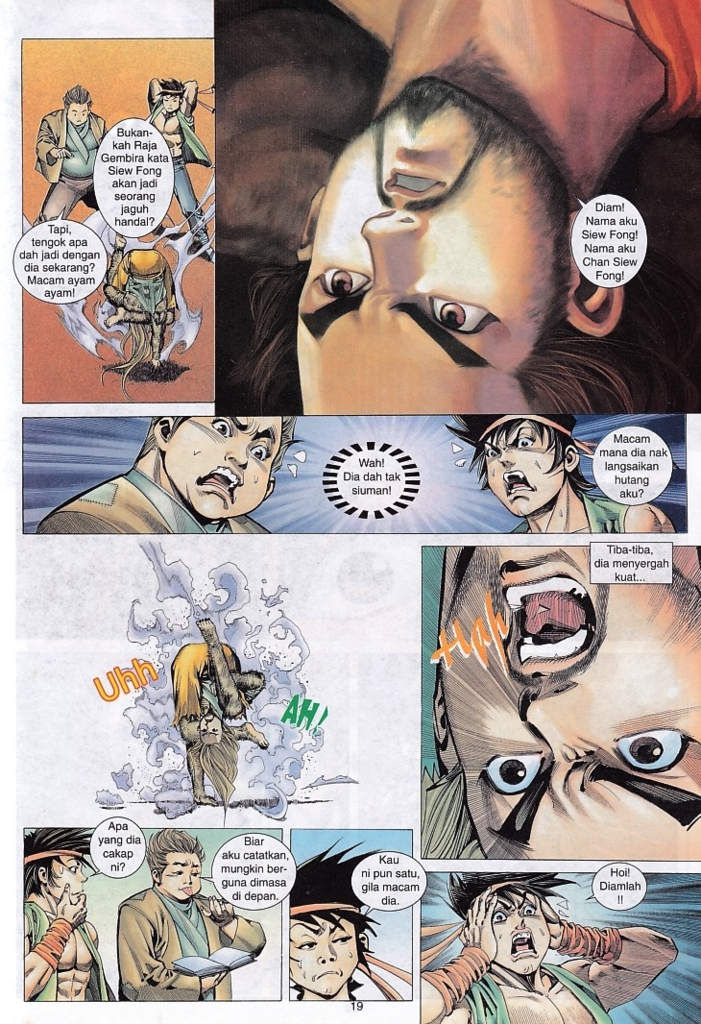 Bukan-
kah Raja
Gembira kata
Siew Fong
akan jadi
seorang
jaguh
handal?
Tapi,
tengok apa
dah jadi dengan
dia sekarang?
Macam ayam
ayam!
Diam!
Nama aku
Siew Fong!
Nama aku
Chan Siew
Fong!
Wah!
Dia dah tak
siuman!
Macam
mana dia nak
langsaikan
hutang
aku?
Uhh
AH!
Tiba-tiba,
dia menyergah
kuat...
Hahh
Apa
yang dia
cakap
ni?
Biar
aku catatkan,
mungkin ber-
guna dimasa
di depan.
Kau
ni pun satu,
gila macam
dia.
Hoi!
Diamlah
!!
19